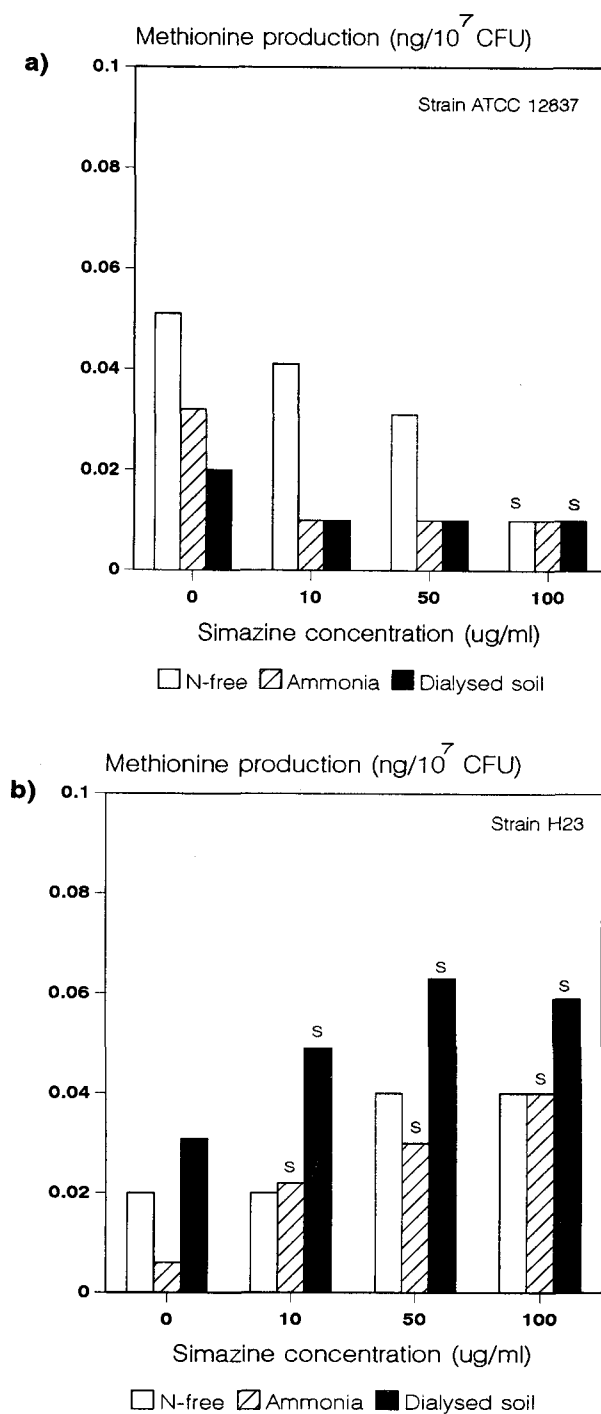 Methionine production (ng/10⁷ CFU)
a)
0.1
Strain ATCC 12837
0.08
0.06
0.04
0.02
S S
0
0 10 50 100
Simazine concentration (ug/ml)
N-free Ammonia Dialysed soil
Methionine production (ng/10⁷ CFU)
b)
0.1
Strain H23
0.08
0.06
S S
S
0.04
S
S
0.02
S
0
0 10 50 100
Simazine concentration (ug/ml)
N-free Ammonia Dialysed soil